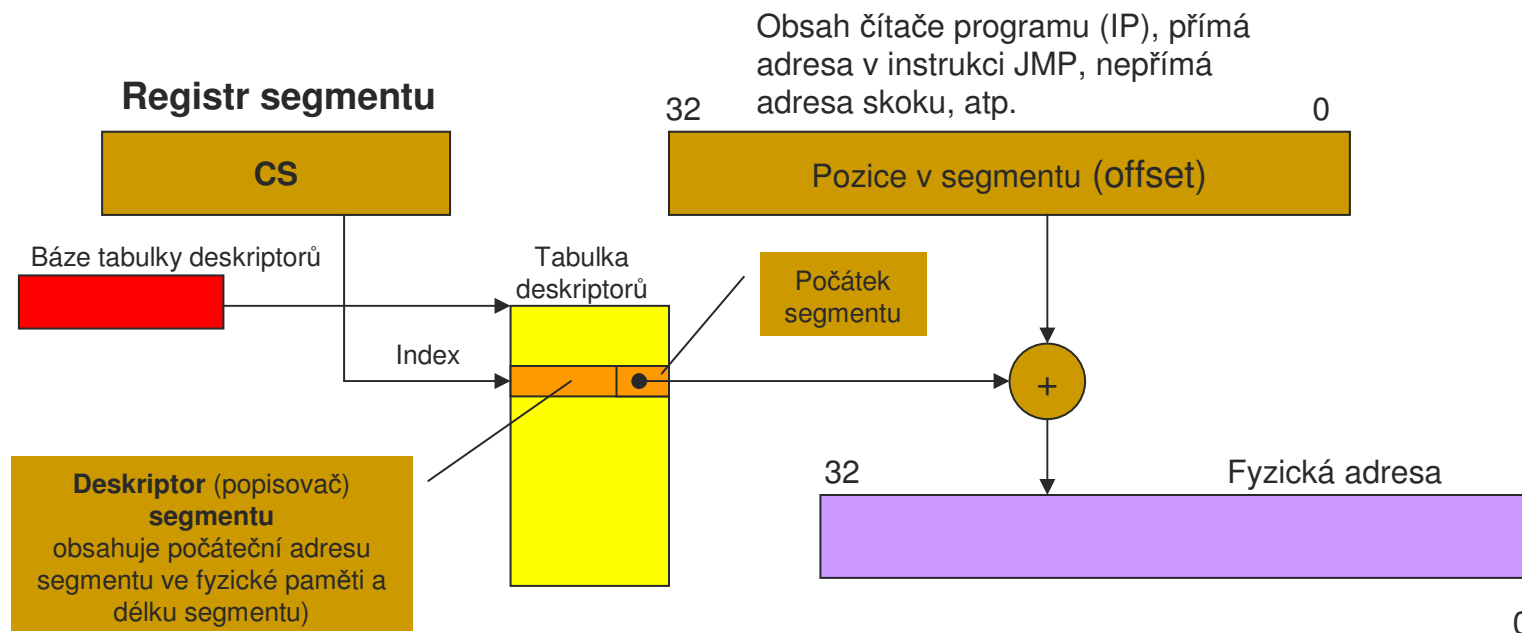 Obsah čítače programu (IP), přímá
adresa v instrukci JMP, nepřímá
adresa skoku, atp.
Registr segmentu
32
0
CS
Pozice v segmentu (offset)
Báze tabulky deskriptorů
Tabulka
deskriptorů
Počátek
segmentu
Index
+
Deskriptor (popisovač)
segmentu
obsahuje počáteční adresu
segmentu ve fyzické paměti a
délku segmentu)
32
Fyzická adresa
0